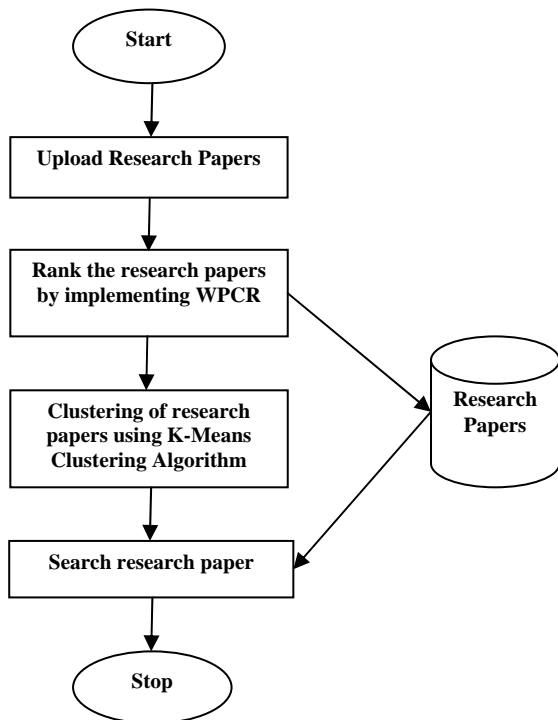 Start
Upload Research Papers
Rank the research papers
by implementing WPCR
Clustering of research
papers using K-Means
Clustering Algorithm
Research
Papers
Search research paper
Stop